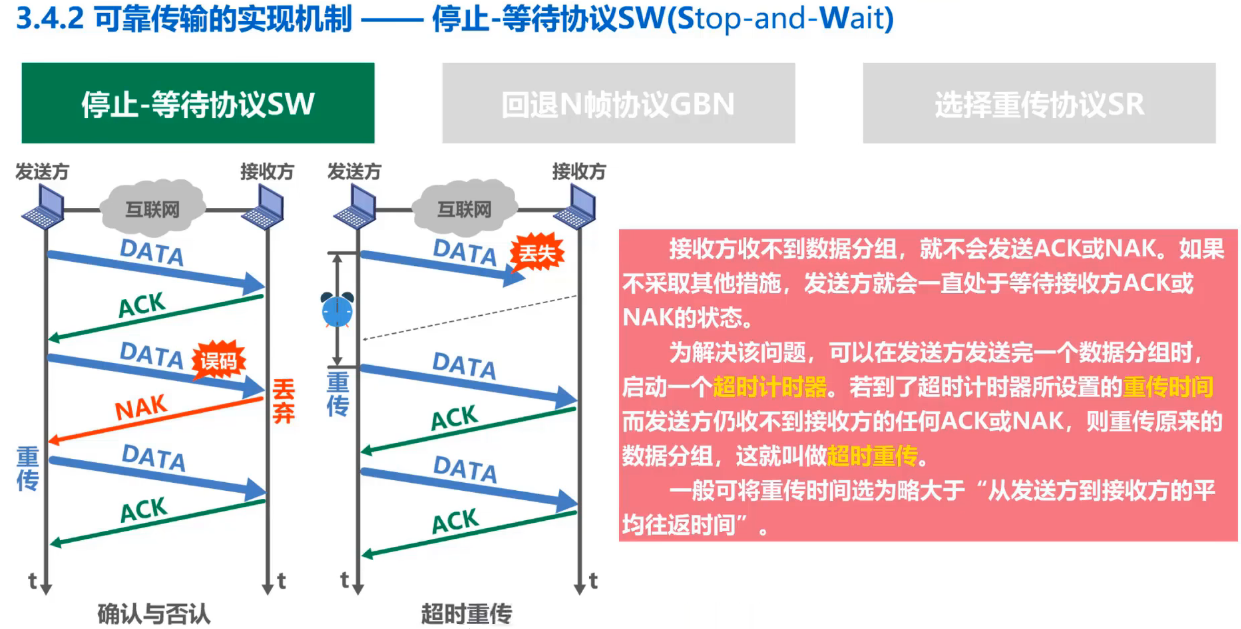 3.4.2 可靠传输的实现机制 —— 停止-等待协议SW(Stop-and-Wait)
停止-等待协议SW
回退N帧协议GBN
选择重传协议SR
发送方
接收方
互联网
DATA
ACK
DATA
误码
NAK
丢弃
重传
DATA
ACK
t
t
确认与否认
发送方
接收方
互联网
DATA
丢失
重传
DATA
ACK
DATA
ACK
t
t
超时重传
接收方收不到数据分组，就不会发送ACK或NAK。如果
不采取其他措施，发送方就会一直处于等待接收方ACK或
NAK的状态。
为解决该问题，可以在发送方发送完一个数据分组时，
启动一个超时计时器。若到了超时计时器所设置的重传时间
而发送方仍收不到接收方的任何ACK或NAK，则重传原来的
数据分组，这就叫做超时重传。
一般可将重传时间选为略大于“从发送方到接收方的平
均往返时间”。